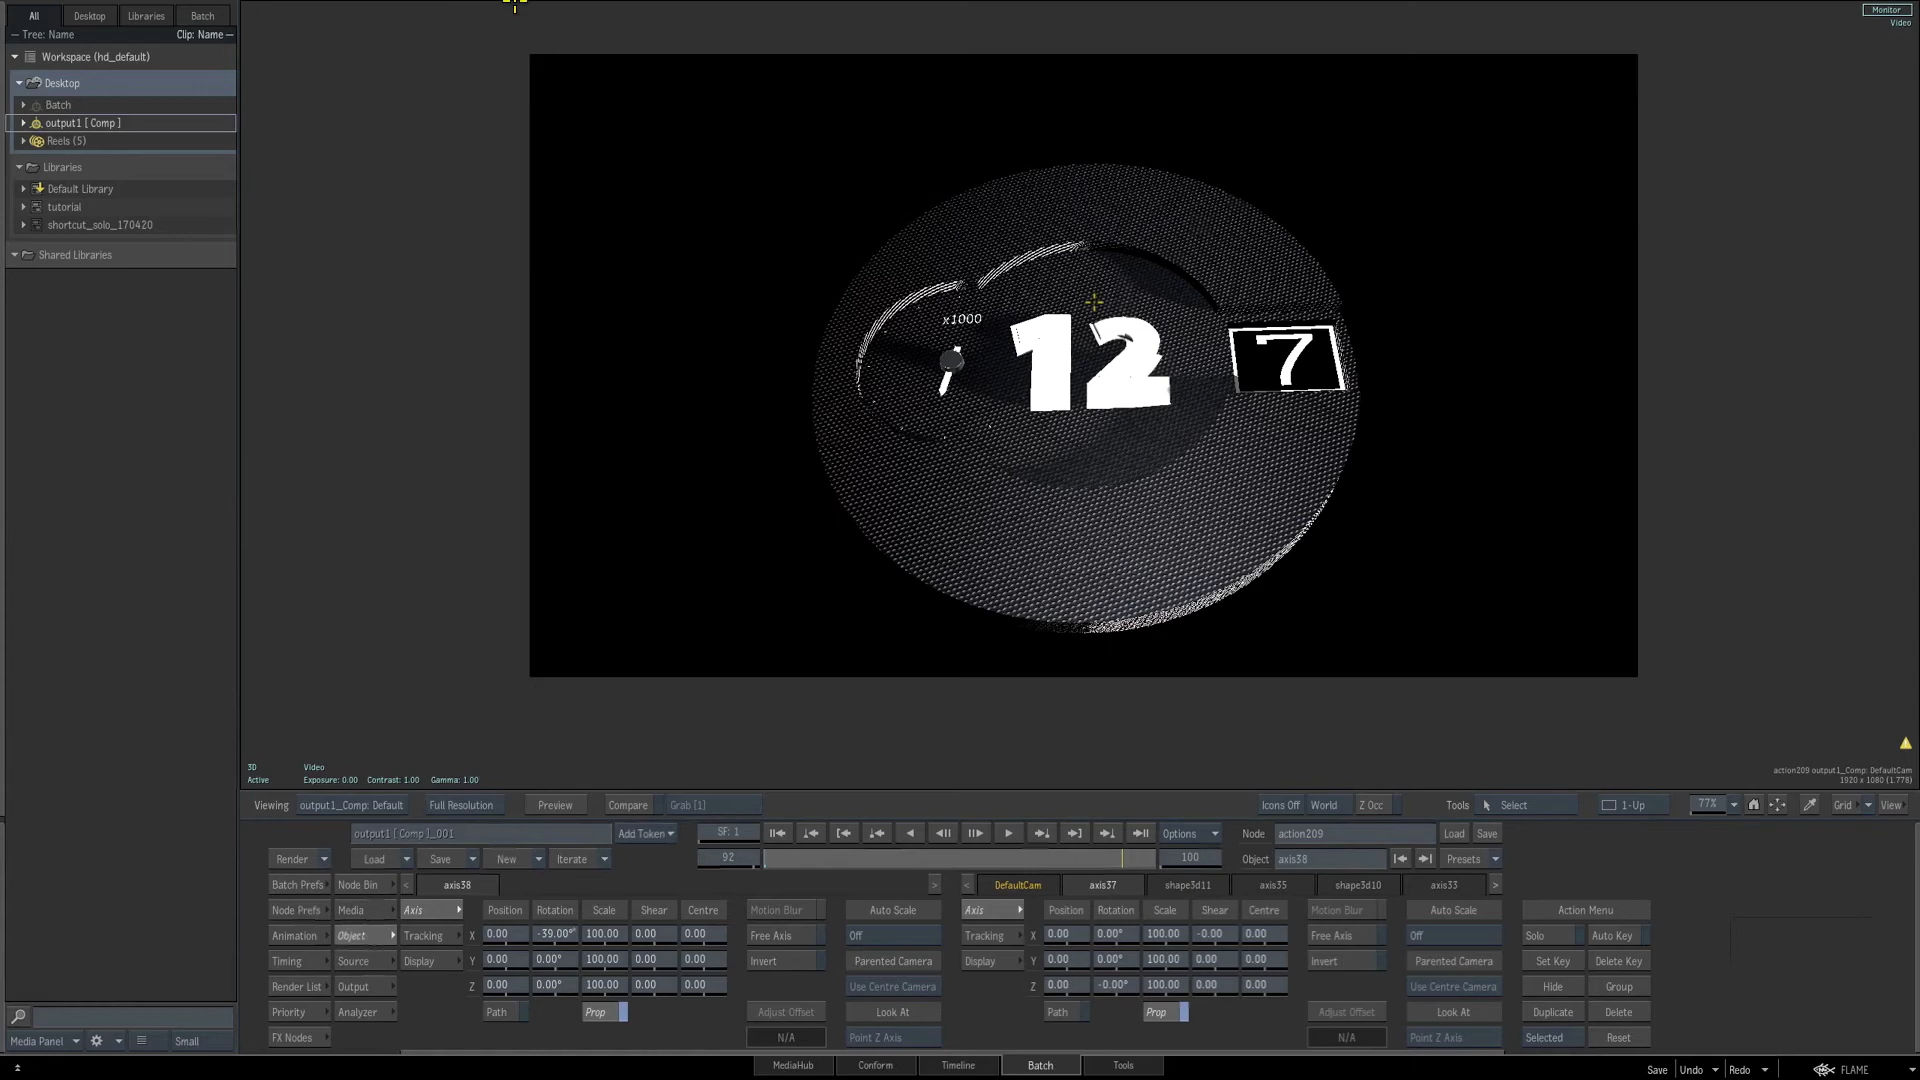 All Desktop Libraries Batch
Tree: Name Clip: Name
Workspace (hd_default)
Desktop
Batch
output1 [ Comp ]
Reels (5)
Libraries
Default Library
tutorial
shortcut_solo_170420
Shared Libraries
Monitor
Video
x1000
12
7
3D Video
Active Exposure: 0.00 Contrast: 1.00 Gamma: 1.00
action209 output1_Comp: DefaultCam
1920 x 1080 (1.778)
Viewing output1_Comp: Default Full Resolution Preview Compare Grab [1] Icons Off World Z Occ Tools Select 1-Up 77% Grid View
output1 [ Comp ]_001 Add Token SF: 1 Options Node action209 Load Save
Render Load Save New Iterate 92 100 Object axis38 Presets
Batch Prefs Node Bin < axis38 > < DefaultCam axis37 shape3d11 axis35 shape3d10 axis33 >
Node Prefs Media Axis Position Rotation Scale Shear Centre Motion Blur Auto Scale Axis Position Rotation Scale Shear Centre Motion Blur Auto Scale Action Menu
Animation Object Tracking X 0.00 -39.00° 100.00 0.00 0.00 Free Axis Off Tracking X 0.00 0.00° 100.00 -0.00 0.00 Free Axis Off Solo Auto Key
Timing Source Display Y 0.00 0.00° 100.00 0.00 0.00 Invert Parented Camera Display Y 0.00 0.00° 100.00 0.00 0.00 Invert Parented Camera Set Key Delete Key
Render List Output Z 0.00 0.00° 100.00 0.00 0.00 Use Centre Camera Z 0.00 -0.00° 100.00 0.00 0.00 Use Centre Camera Hide Group
Priority Analyzer Path Prop Adjust Offset Look At Path Prop Adjust Offset Look At Duplicate Delete
FX Nodes N/A Point Z Axis N/A Point Z Axis Selected Reset
Media Panel Small
MediaHub Conform Timeline Batch Tools
Save Undo Redo FLAME